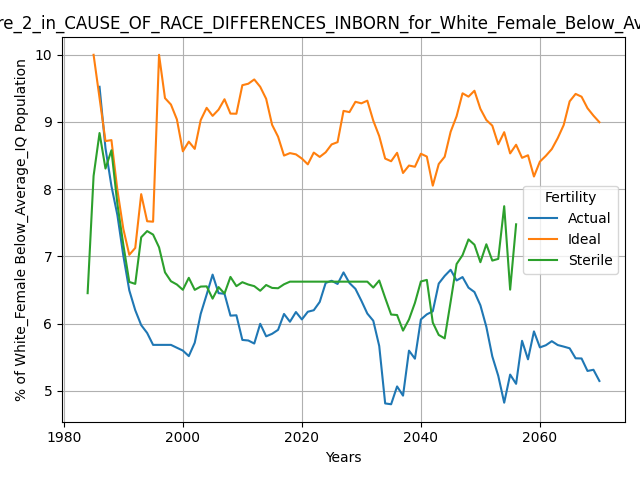 re_2_in_CAUSE_OF_RACE_DIFFERENCES_INBORN_for_White_Female_Below_Av
% of White_Female Below_Average_IQ Population
10
9
8
7
6
5
Fertility
Actual
Ideal
Sterile
1980
2000
2020
2040
2060
Years